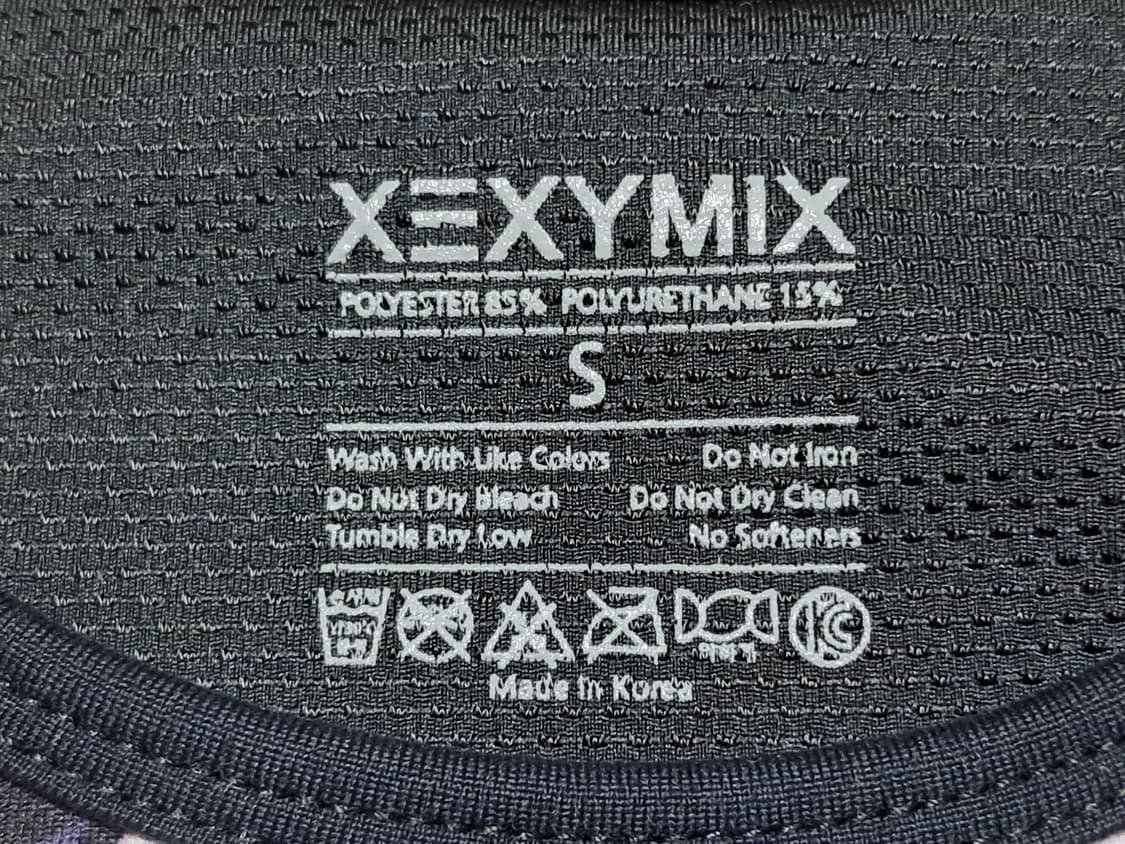 XEXYMIX
POLYESTER 85% POLYURETHANE 15%
S
Wash With Like Colors Do Not Iron
Do Not Dry Bleach Do Not Dry Clean
Tumble Dry Low No Softeners
Made In Korea